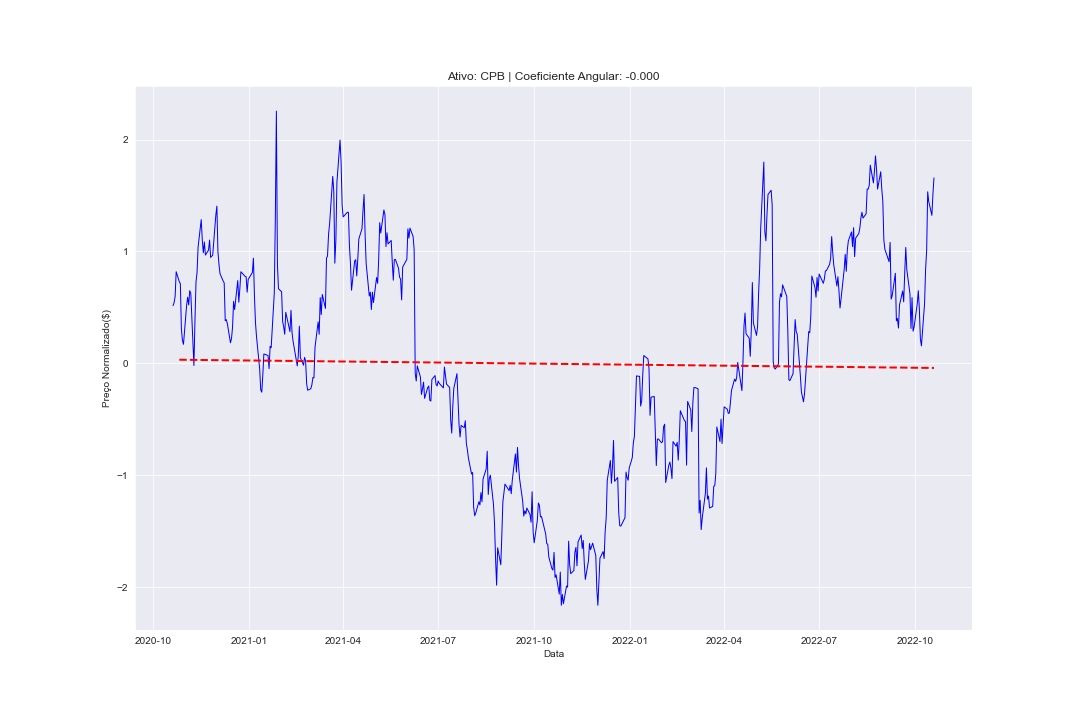 Ativo: CPB | Coeficiente Angular: -0.000
Preço Normalizado($)
2
1
0
−1
−2
2020-10 2021-01 2021-04 2021-07 2021-10 2022-01 2022-04 2022-07 2022-10
Data